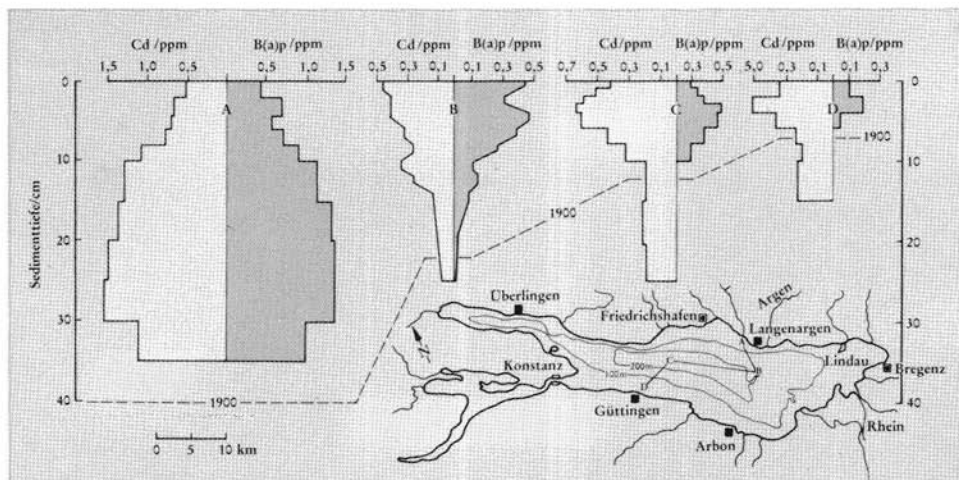 Cd /ppm B(a)p /ppm Cd /ppm B(a)p/ppm Cd/ppm B(a)p/ppm Cd /ppm B(a)p/ppm
1,5 1,0 0,5 0,5 1,0 1,5
0,5 0,3 0,1 0,1 0,3 0,5
0,7 0,5 0,3 0,1 0,1 0,3
0,3 0,1 0,1 0,3
0
10
20
30
40
Sedimenttiefe/cm
0
10
20
30
40
A
B
C
D
1900
1900
1900
Überlingen
Friedrichshafen
Argen
Langenargen
Lindau
Bregenz
Konstanz
N
200m
100m
C
B
D
Güttingen
Arbon
Rhein
0 5 10 km